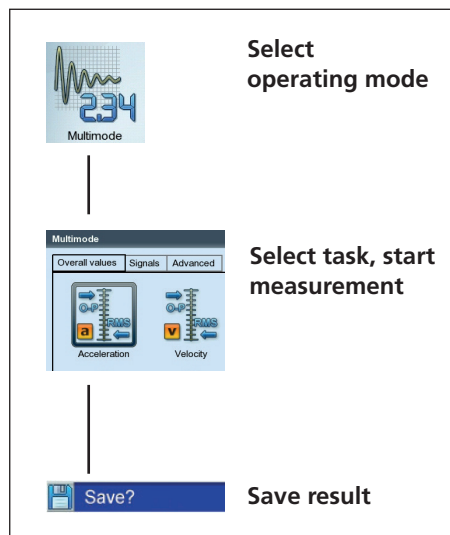 Select
operating mode
2.34
Multimode
Multimode
Overall values Signals Advanced
O-P O-P
a RMS v RMS
Acceleration Velocity
Select task, start
measurement
Save?
Save result